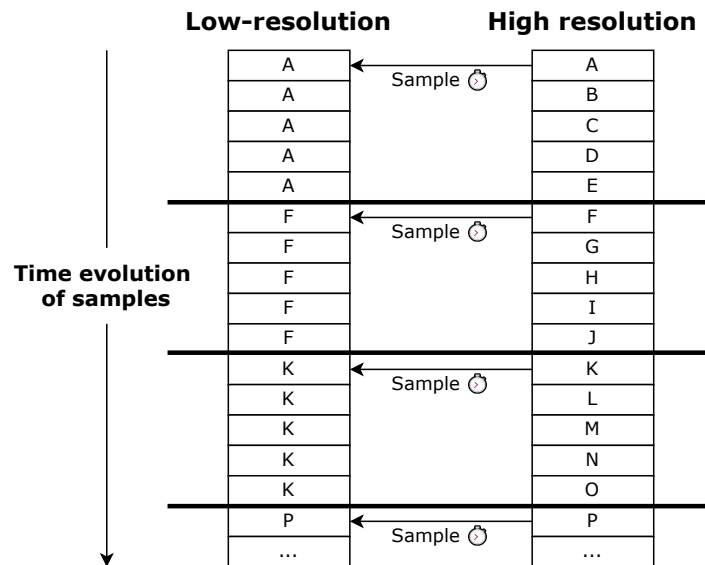 Low-resolution High resolution
A Sample A
A B
A C
A D
A E
F Sample F
F G
F H
F I
F J
K Sample K
K L
K M
K N
K O
P Sample P
... ...
Time evolution
of samples